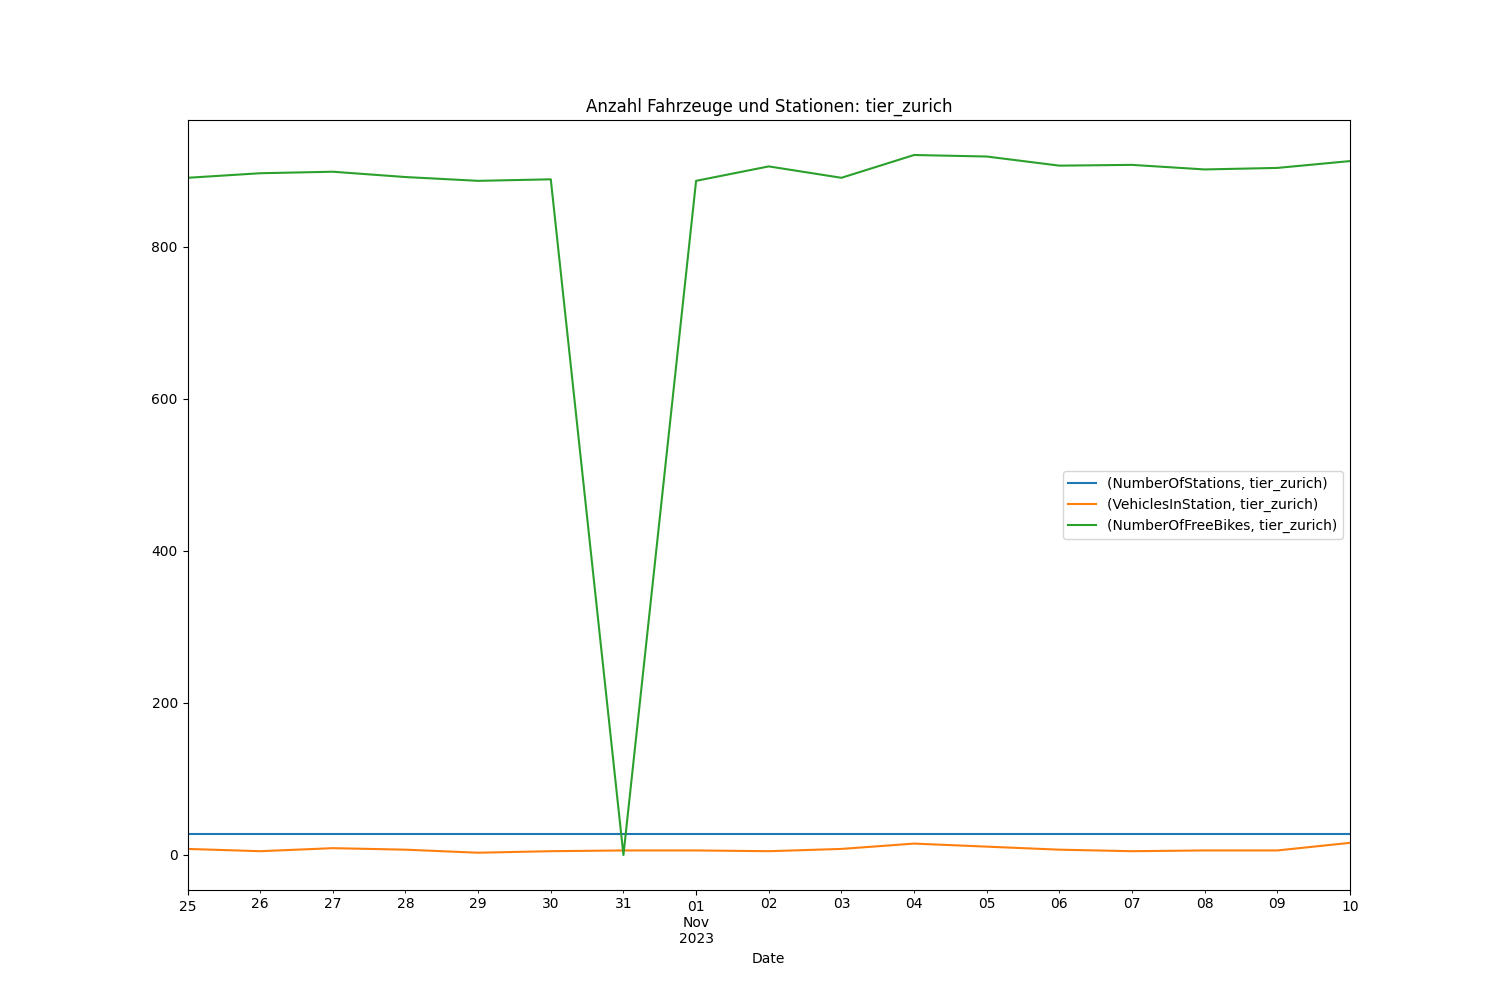 Anzahl Fahrzeuge und Stationen: tier_zurich
800
600
400
200
0
(NumberOfStations, tier_zurich)
(VehiclesInStation, tier_zurich)
(NumberOfFreeBikes, tier_zurich)
25 26 27 28 29 30 31 01 02 03 04 05 06 07 08 09 10
Nov
2023
Date